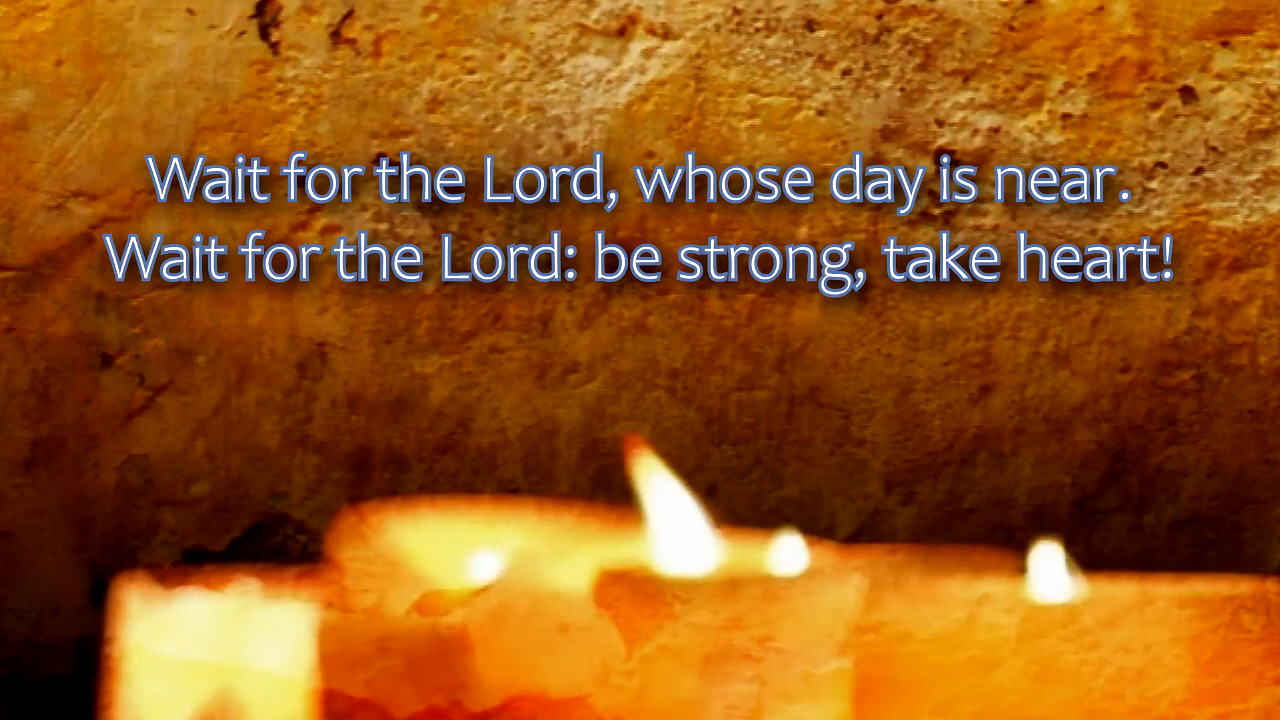 Wait for the Lord, whose day is near.
Wait for the Lord: be strong, take heart!